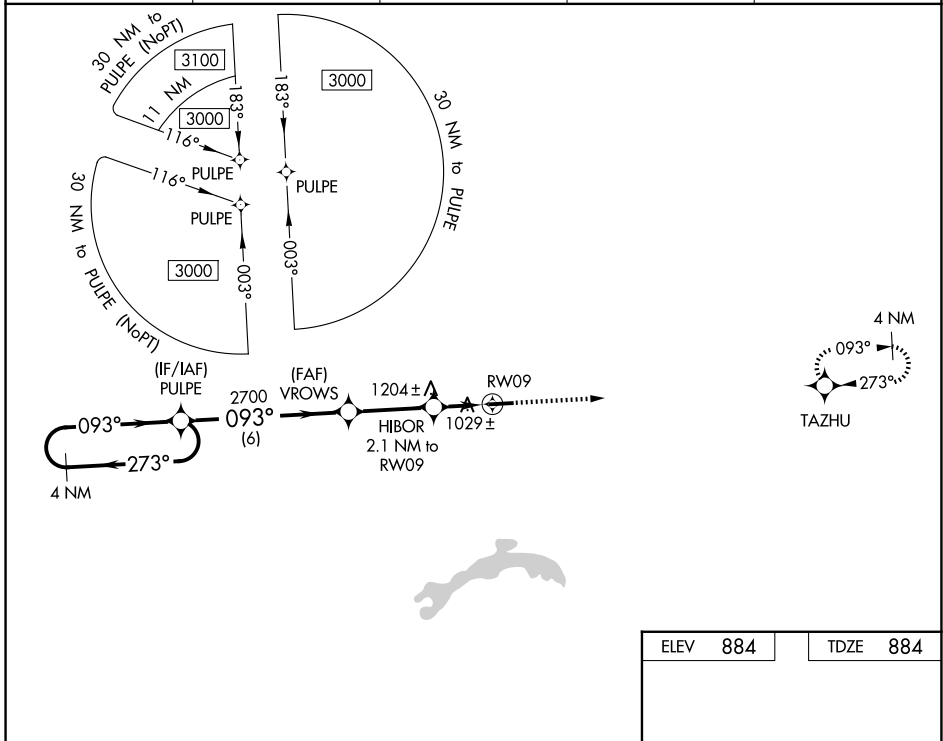 30 NM to
PULPE (NoPT)
3100
11 NM
3000
183°
116°
PULPE
183°
3000
30 NM to PULPE
PULPE
003°
116°
PULPE
30 NM to PULPE (NoPT)
3000
003°
(IF/IAF)
PULPE
093°
273°
4 NM
2700
093°
(6)
(FAF)
VROWS
1204 ±
HIBOR
2.1 NM to
RW09
1029 ±
RW09
4 NM
093°
273°
TAZHU
ELEV 884
TDZE 884